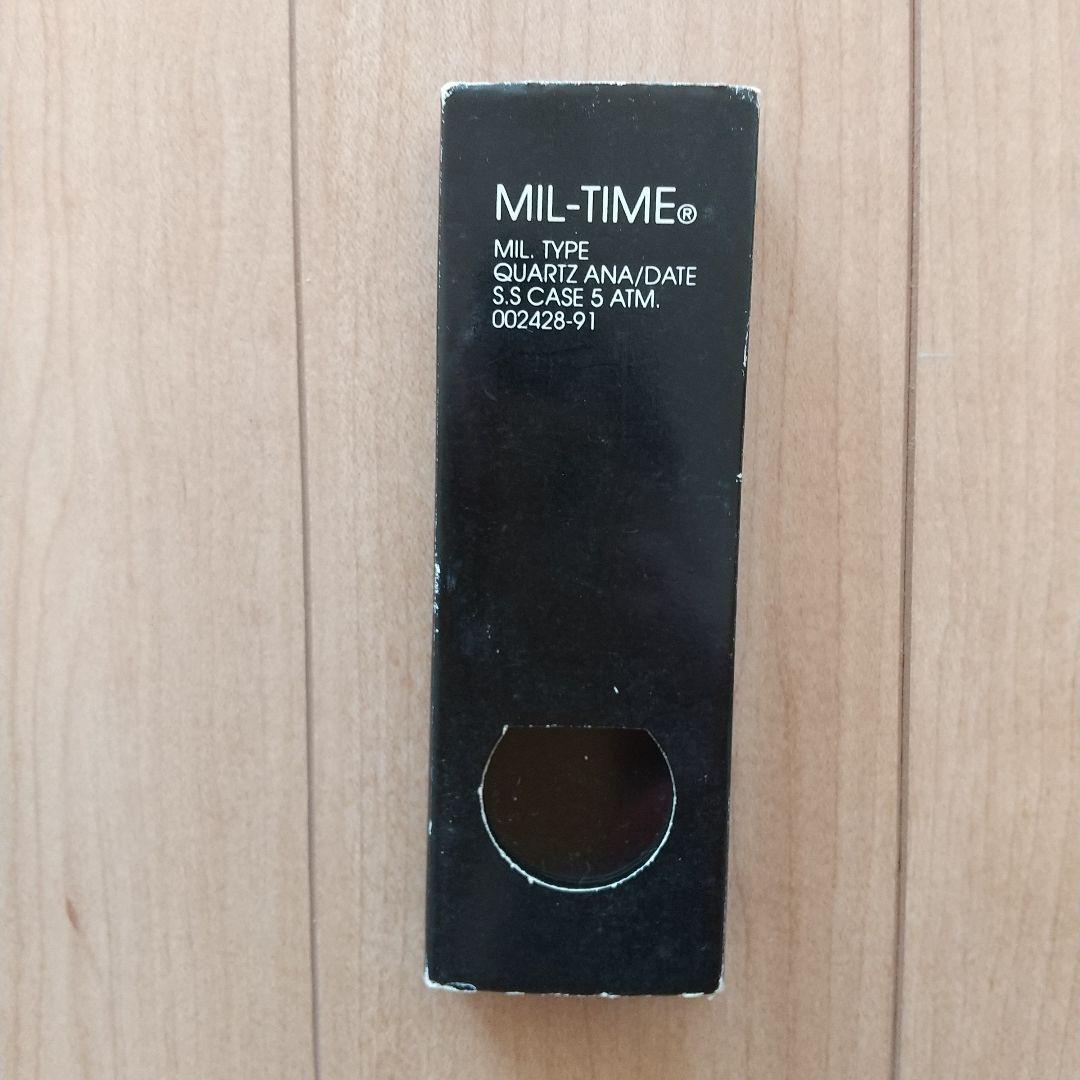 MIL-TIME®
MIL. TYPE
QUARTZ ANA/DATE
S.S CASE 5 ATM.
002428-91